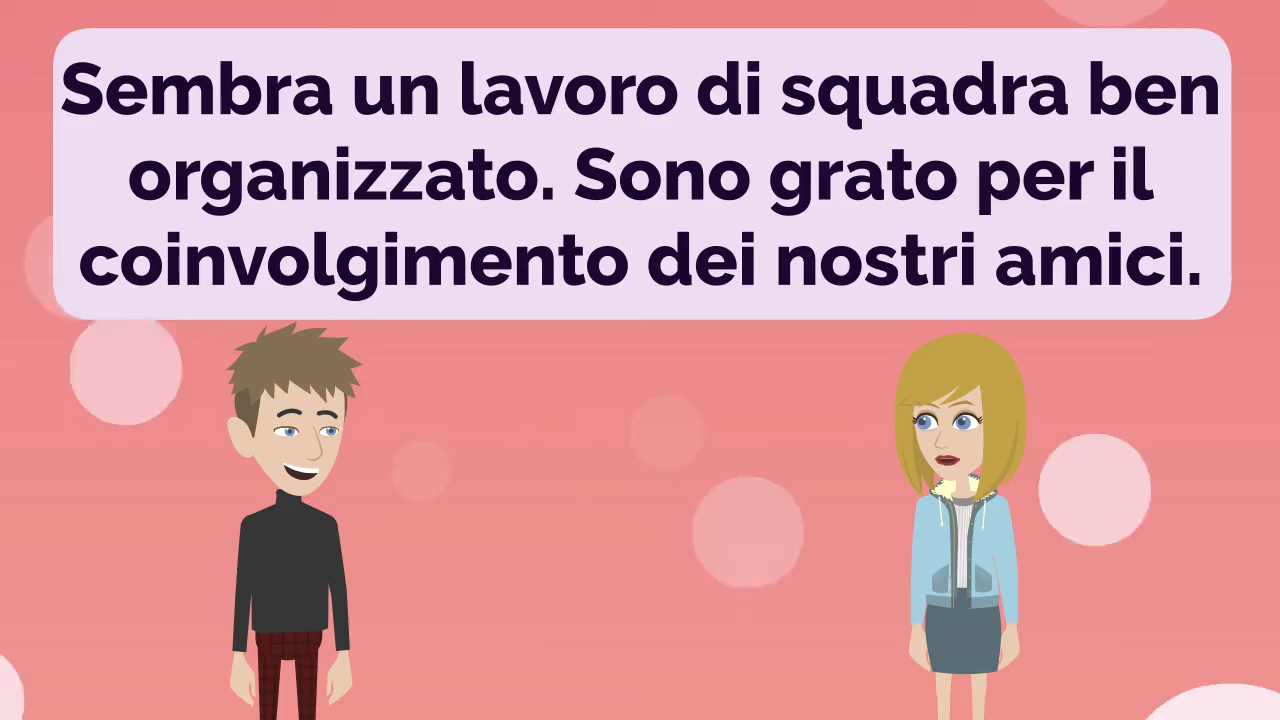 Sembra un lavoro di squadra ben
organizzato. Sono grato per il
coinvolgimento dei nostri amici.